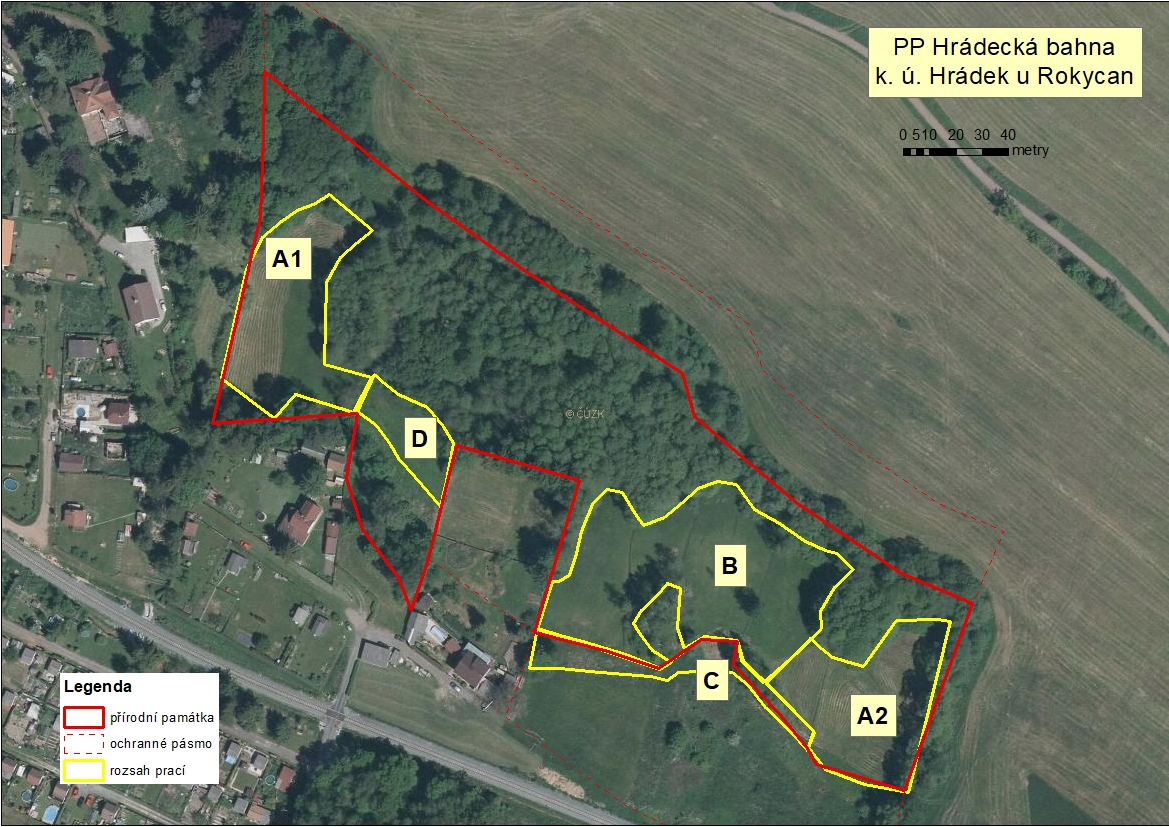 PP Hrádecká bahna
k. ú. Hrádek u Rokycan
0 510 20 30 40
metry
A1
© ČÚZK
D
B
C
A2
Legenda
přírodní památka
ochranné pásmo
rozsah prací